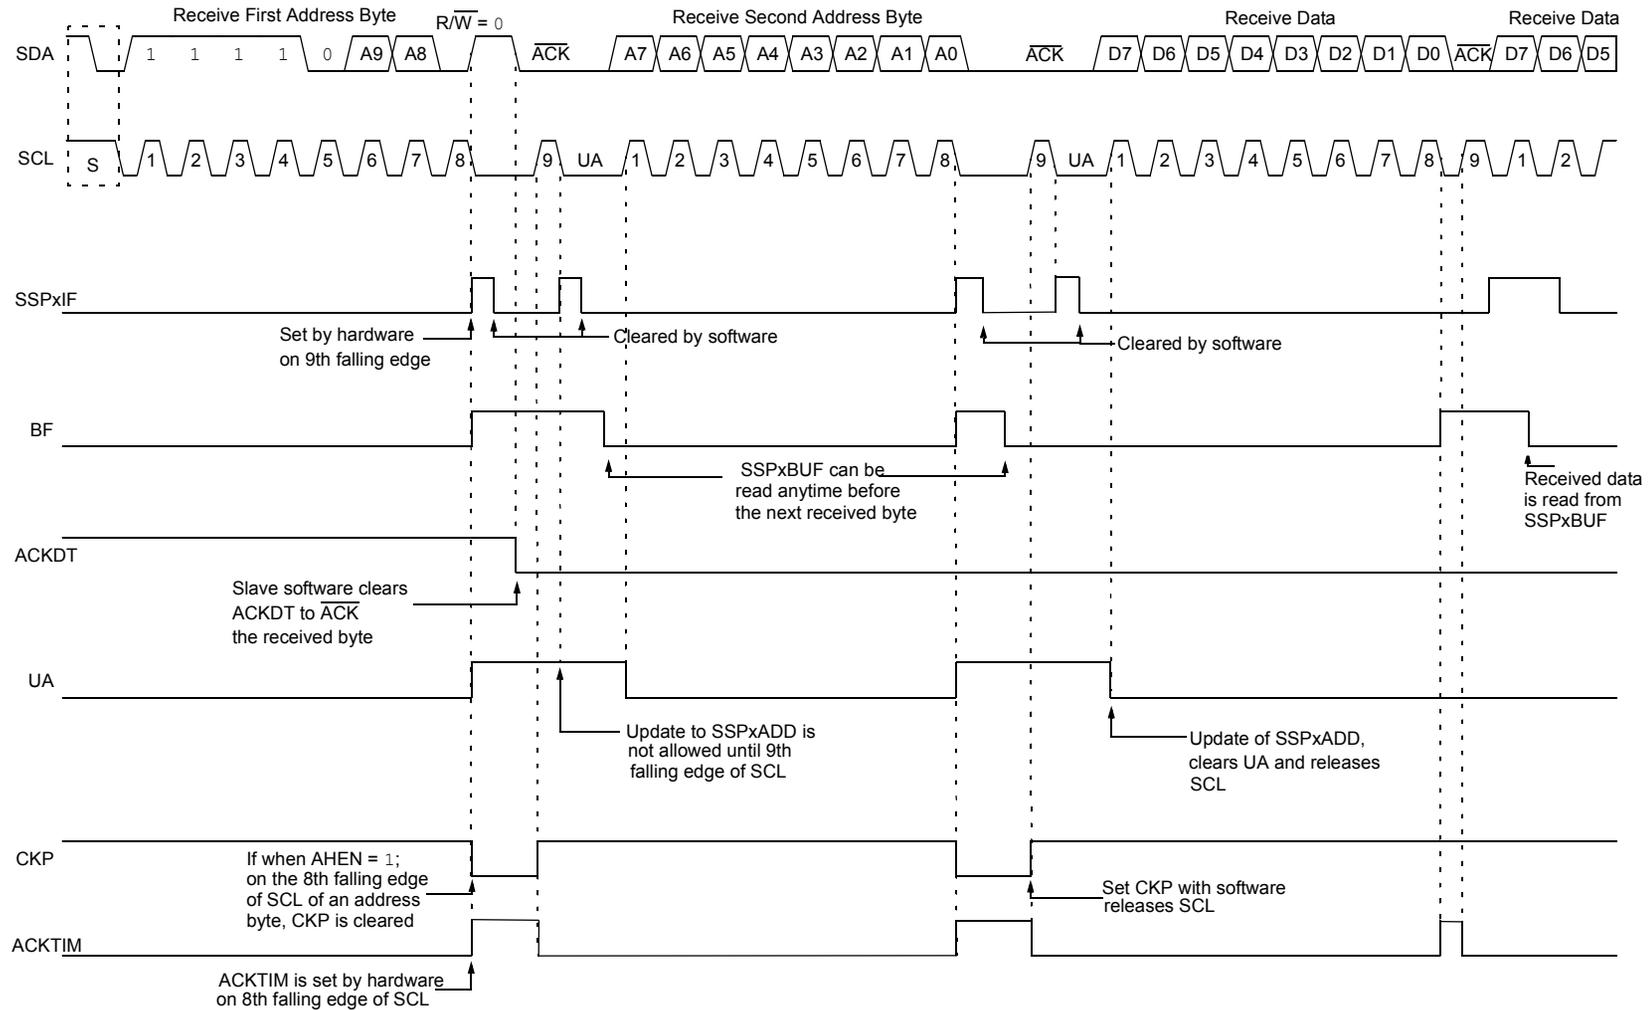 Receive First Address Byte
R/W = 0
Receive Second Address Byte
Receive Data
Receive Data
SDA
1 1 1 1 0 A9 A8 ACK A7 A6 A5 A4 A3 A2 A1 A0 ACK D7 D6 D5 D4 D3 D2 D1 D0 ACK D7 D6 D5
SCL
S 1 2 3 4 5 6 7 8 9 UA 1 2 3 4 5 6 7 8 9 UA 1 2 3 4 5 6 7 8 9 1 2
SSPxIF
Set by hardware
on 9th falling edge
Cleared by software
Cleared by software
BF
SSPxBUF can be
read anytime before
the next received byte
Received data
is read from
SSPxBUF
ACKDT
Slave software clears
ACKDT to ACK
the received byte
UA
Update to SSPxADD is
not allowed until 9th
falling edge of SCL
Update of SSPxADD,
clears UA and releases
SCL
CKP
If when AHEN = 1;
on the 8th falling edge
of SCL of an address
byte, CKP is cleared
Set CKP with software
releases SCL
ACKTIM
ACKTIM is set by hardware
on 8th falling edge of SCL